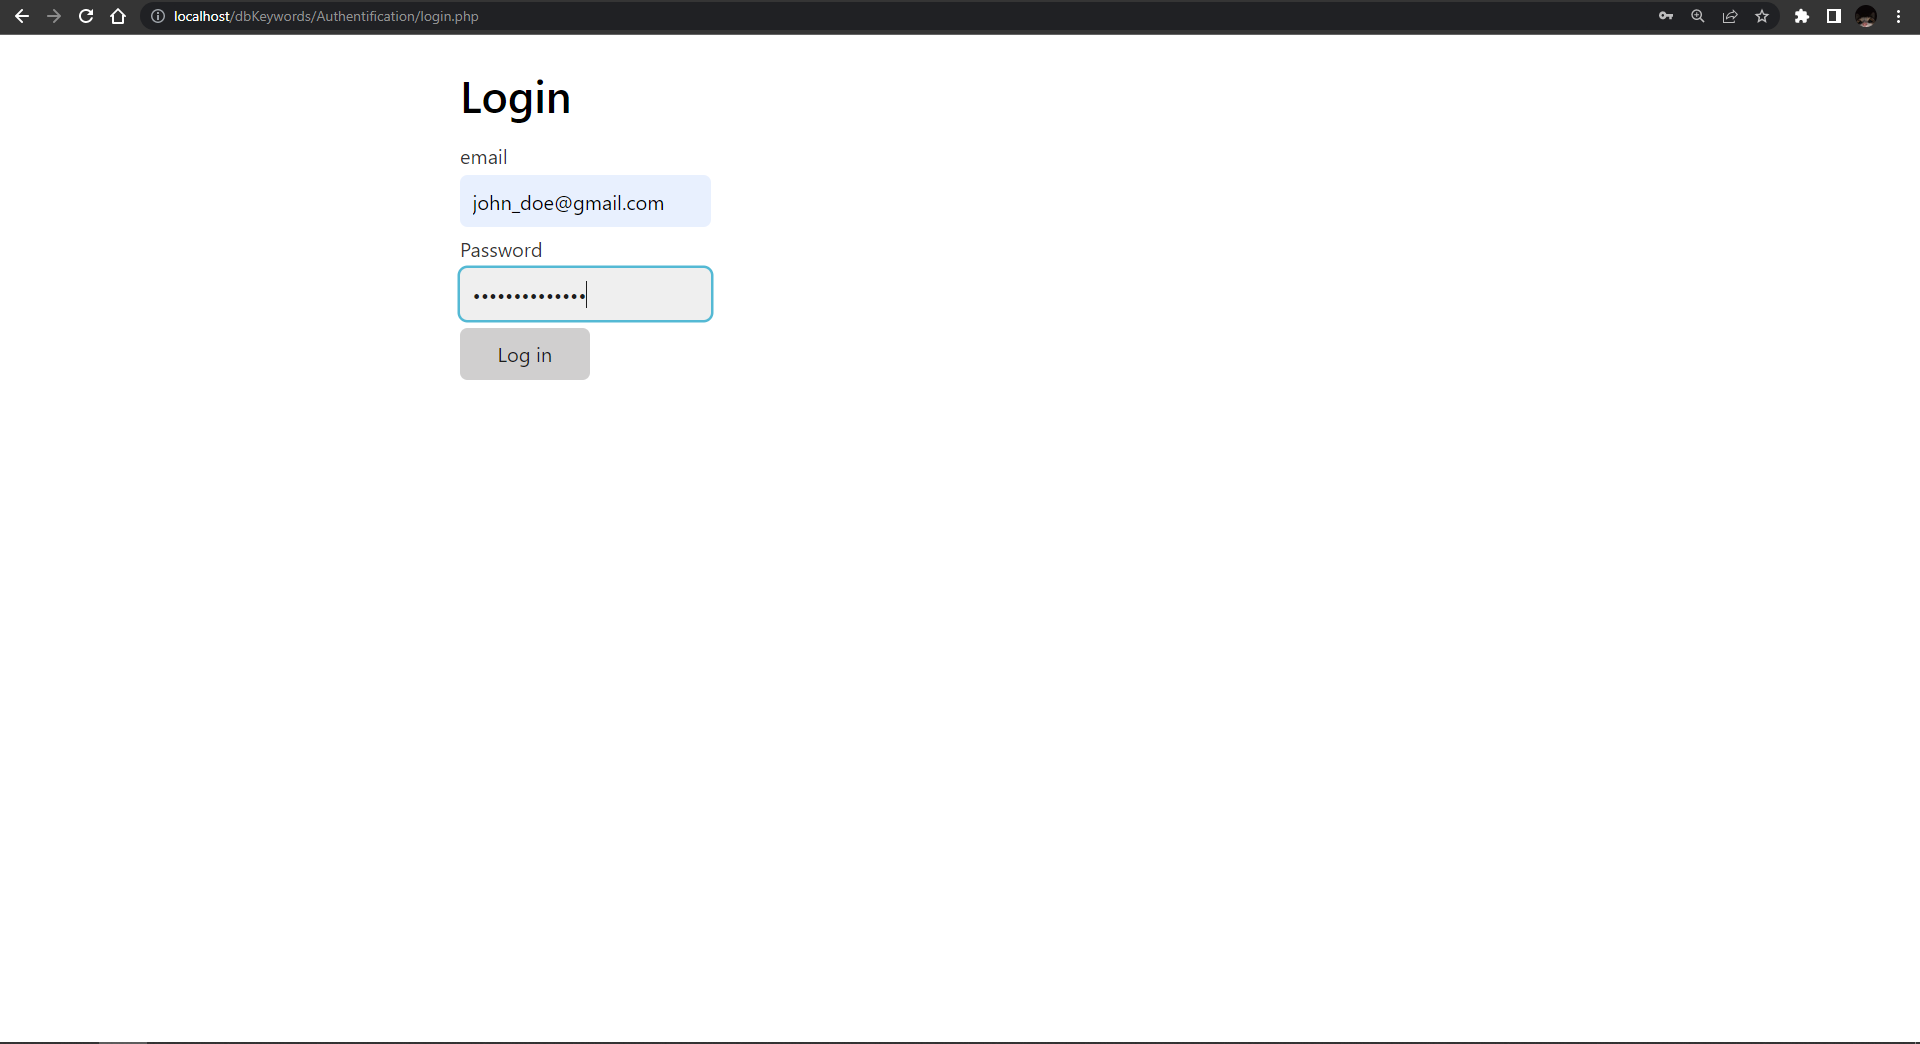 localhost/dbKeywords/Authentification/login.php
Login
email
john_doe@gmail.com
Password
••••••••••••••
Log in